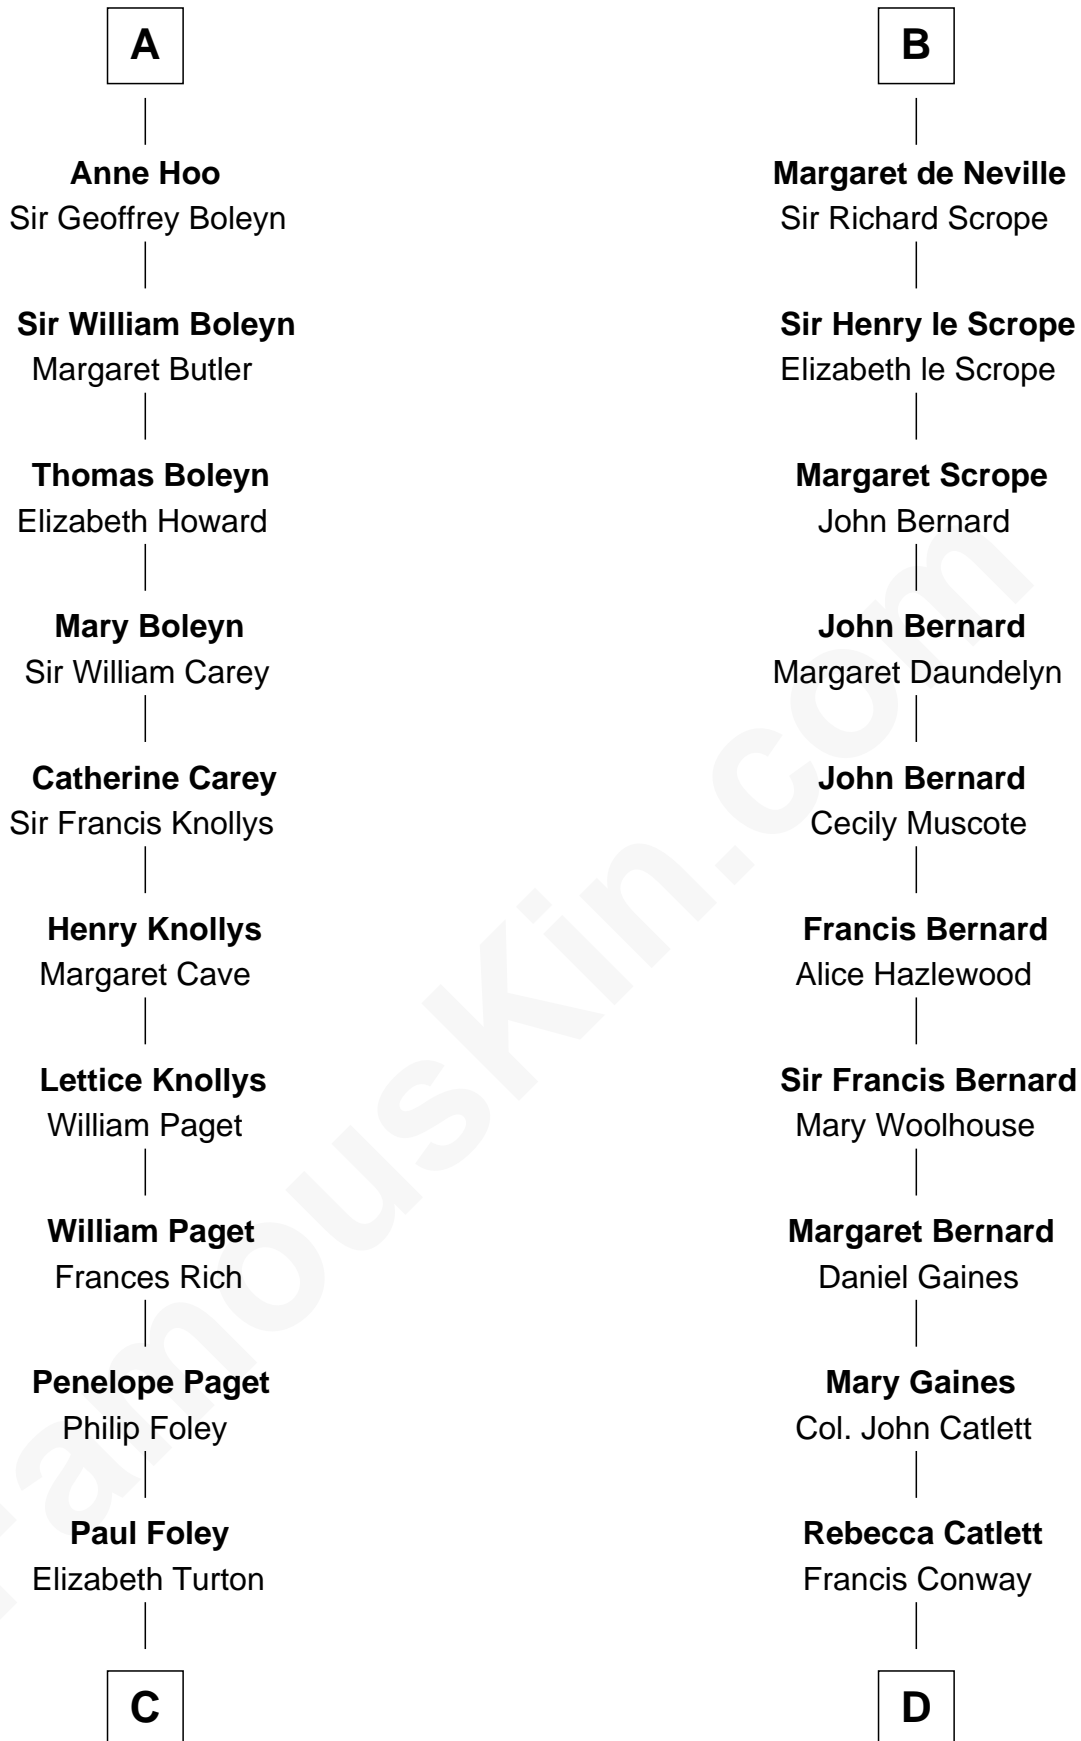 A
Anne Hoo
Sir Geoffrey Boleyn
Sir William Boleyn
Margaret Butler
Thomas Boleyn
Elizabeth Howard
Mary Boleyn
Sir William Carey
Catherine Carey
Sir Francis Knollys
Henry Knollys
Margaret Cave
Lettice Knollys
William Paget
William Paget
Frances Rich
Penelope Paget
Philip Foley
Paul Foley
Elizabeth Turton
C
B
Margaret de Neville
Sir Richard Scrope
Sir Henry le Scrope
Elizabeth le Scrope
Margaret Scrope
John Bernard
John Bernard
Margaret Daundelyn
John Bernard
Cecily Muscote
Francis Bernard
Alice Hazlewood
Sir Francis Bernard
Mary Woolhouse
Margaret Bernard
Daniel Gaines
Mary Gaines
Col. John Catlett
Rebecca Catlett
Francis Conway
D
FamousKin.com